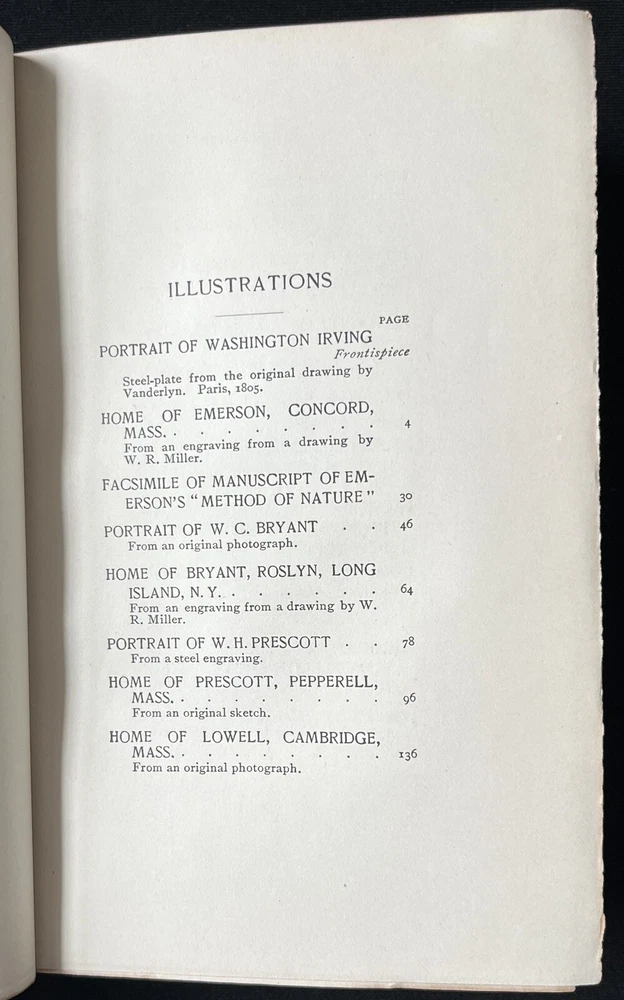 ILLUSTRATIONS
PAGE
PORTRAIT OF WASHINGTON IRVING
Frontispiece
Steel-plate from the original drawing by
Vanderlyn. Paris, 1805.
HOME OF EMERSON, CONCORD,
MASS. . . . . . . . . 4
From an engraving from a drawing by
W. R. Miller.
FACSIMILE OF MANUSCRIPT OF EM-
ERSON'S "METHOD OF NATURE" 30
PORTRAIT OF W. C. BRYANT . . 46
From an original photograph.
HOME OF BRYANT, ROSLYN, LONG
ISLAND, N. Y. . . . . . . 64
From an engraving from a drawing by W.
R. Miller.
PORTRAIT OF W. H. PRESCOTT . . 78
From a steel engraving.
HOME OF PRESCOTT, PEPPERELL,
MASS. . . . . . . . . 96
From an original sketch.
HOME OF LOWELL, CAMBRIDGE,
MASS. . . . . . . . . 136
From an original photograph.